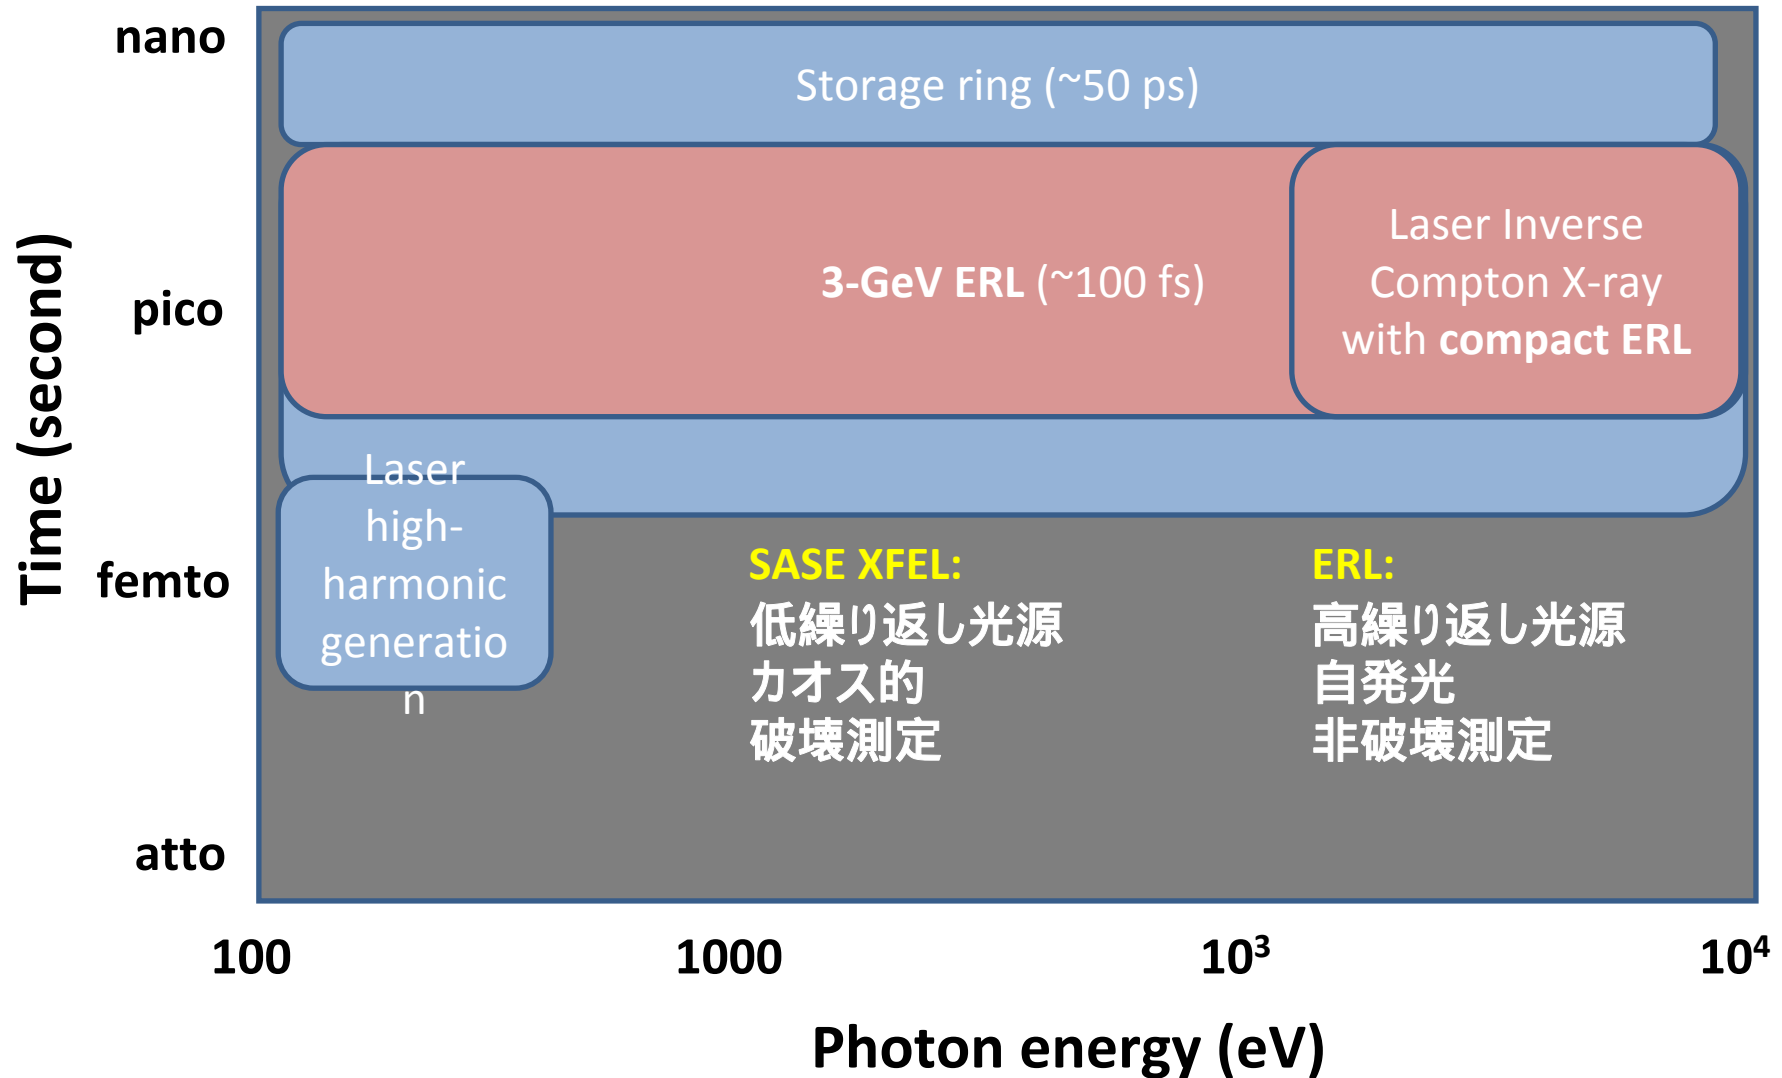 nano
Storage ring (~50 ps)
Time (second)
pico
3-GeV ERL (~100 fs)
Laser Inverse
Compton X-ray
with compact ERL
femto
Laser
high-
harmonic
generatio
n
SASE XFEL:
低繰り返し光源
カオス的
破壊測定
ERL:
高繰り返し光源
自発光
非破壊測定
atto
100
1000
10³
10⁴
Photon energy (eV)